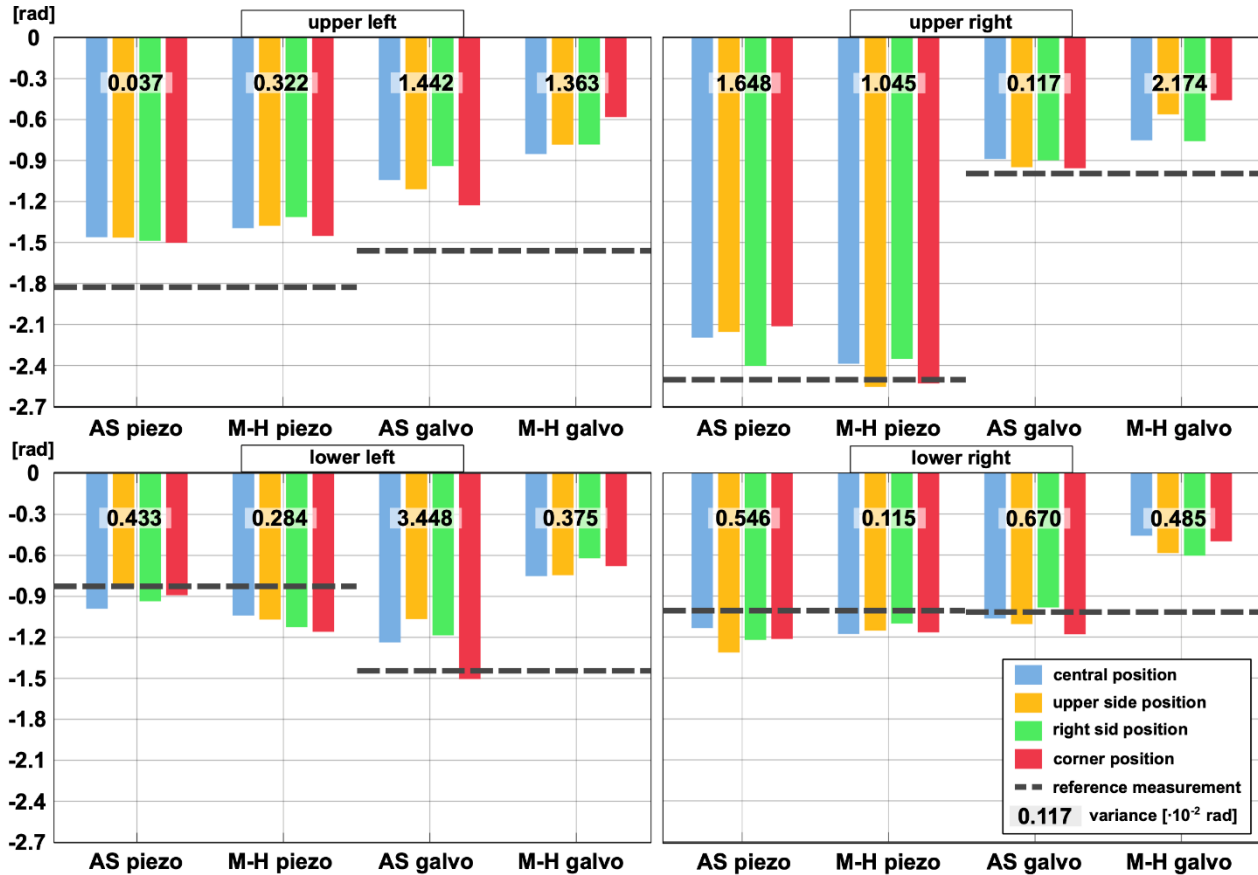 [rad]
upper left
upper right
0
-0.3
-0.6
-0.9
-1.2
-1.5
-1.8
-2.1
-2.4
-2.7
0.037
0.322
1.442
1.363
1.648
1.045
0.117
2.174
AS piezo
M-H piezo
AS galvo
M-H galvo
AS piezo
M-H piezo
AS galvo
M-H galvo
[rad]
lower left
lower right
0
-0.3
-0.6
-0.9
-1.2
-1.5
-1.8
-2.1
-2.4
-2.7
0.433
0.284
3.448
0.375
0.546
0.115
0.670
0.485
central position
upper side position
right sid position
corner position
reference measurement
0.117 variance [·10⁻² rad]
AS piezo
M-H piezo
AS galvo
M-H galvo
AS piezo
M-H piezo
AS galvo
M-H galvo